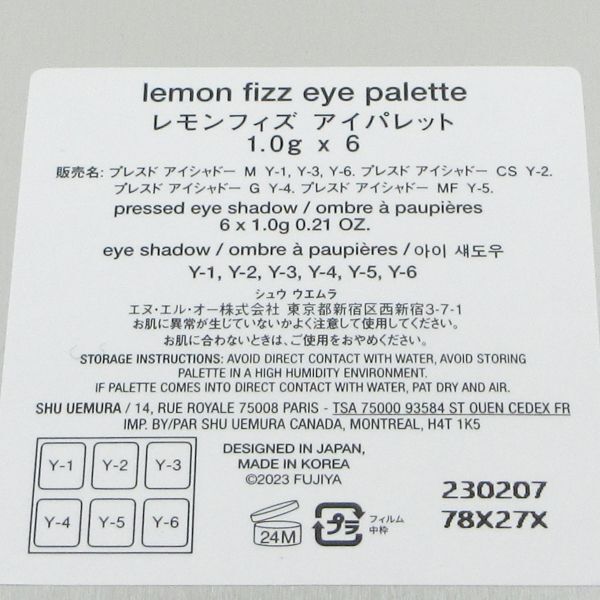 lemon fizz eye palette
レモンフィズ アイパレット
1.0g x 6
販売名: プレスド アイシャドー M Y-1, Y-3, Y-6. プレスド アイシャドー CS Y-2.
プレスド アイシャドー G Y-4. プレスド アイシャドー MF Y-5.
pressed eye shadow / ombre à paupières
6 x 1.0g 0.21 OZ.
eye shadow / ombre à paupières / 아이 섀도우
Y-1, Y-2, Y-3, Y-4, Y-5, Y-6
シュウ ウエムラ
エヌ・エル・オー株式会社 東京都新宿区西新宿3-7-1
お肌に異常が生じていないかよく注意して使用してください。
お肌に合わないときは、ご使用をおやめください。
STORAGE INSTRUCTIONS: AVOID DIRECT CONTACT WITH WATER, AVOID STORING
PALETTE IN A HIGH HUMIDITY ENVIRONMENT.
IF PALETTE COMES INTO DIRECT CONTACT WITH WATER, PAT DRY AND AIR.
SHU UEMURA / 14, RUE ROYALE 75008 PARIS - TSA 75000 93584 ST OUEN CEDEX FR
IMP. BY/PAR SHU UEMURA CANADA, MONTREAL, H4T 1K5
Y-1 Y-2 Y-3
Y-4 Y-5 Y-6
DESIGNED IN JAPAN,
MADE IN KOREA
©2023 FUJIYA
24M
プラ
フィルム
中枠
230207
78X27X